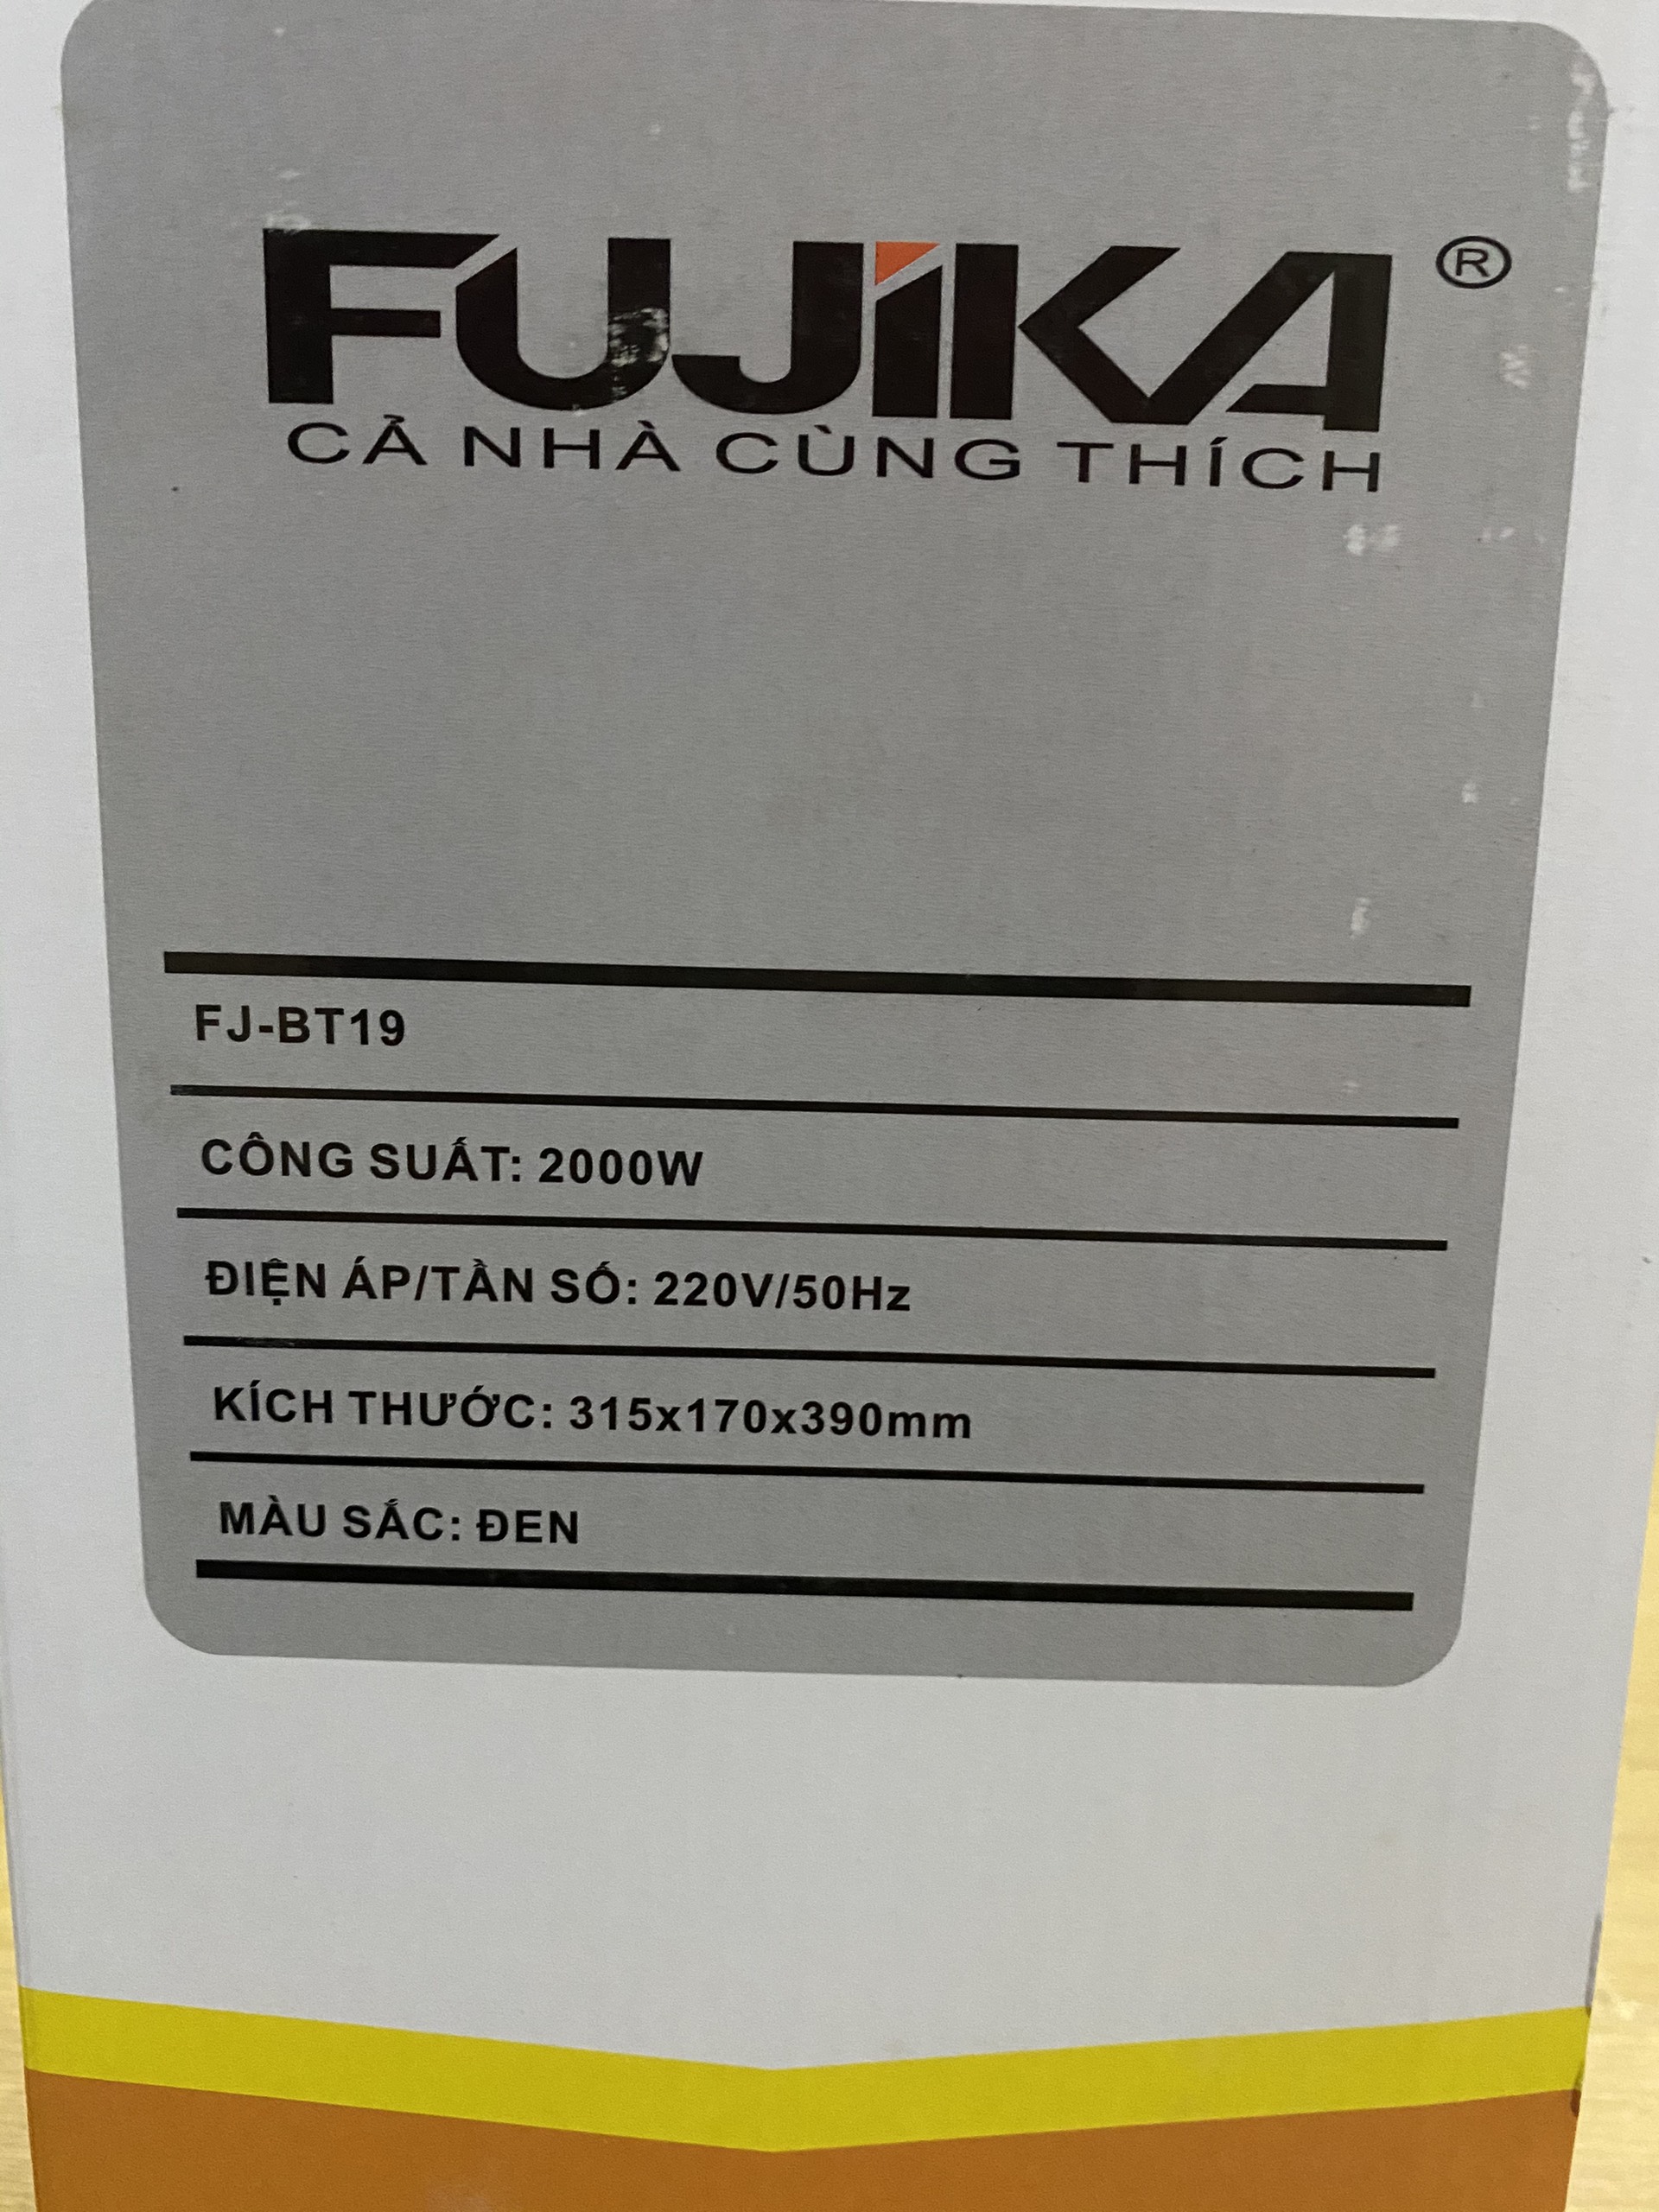 FUJIKA ®
CẢ NHÀ CÙNG THÍCH
FJ-BT19
CÔNG SUẤT: 2000W
ĐIỆN ÁP/TẦN SỐ: 220V/50Hz
KÍCH THƯỚC: 315x170x390mm
MÀU SẮC: ĐEN